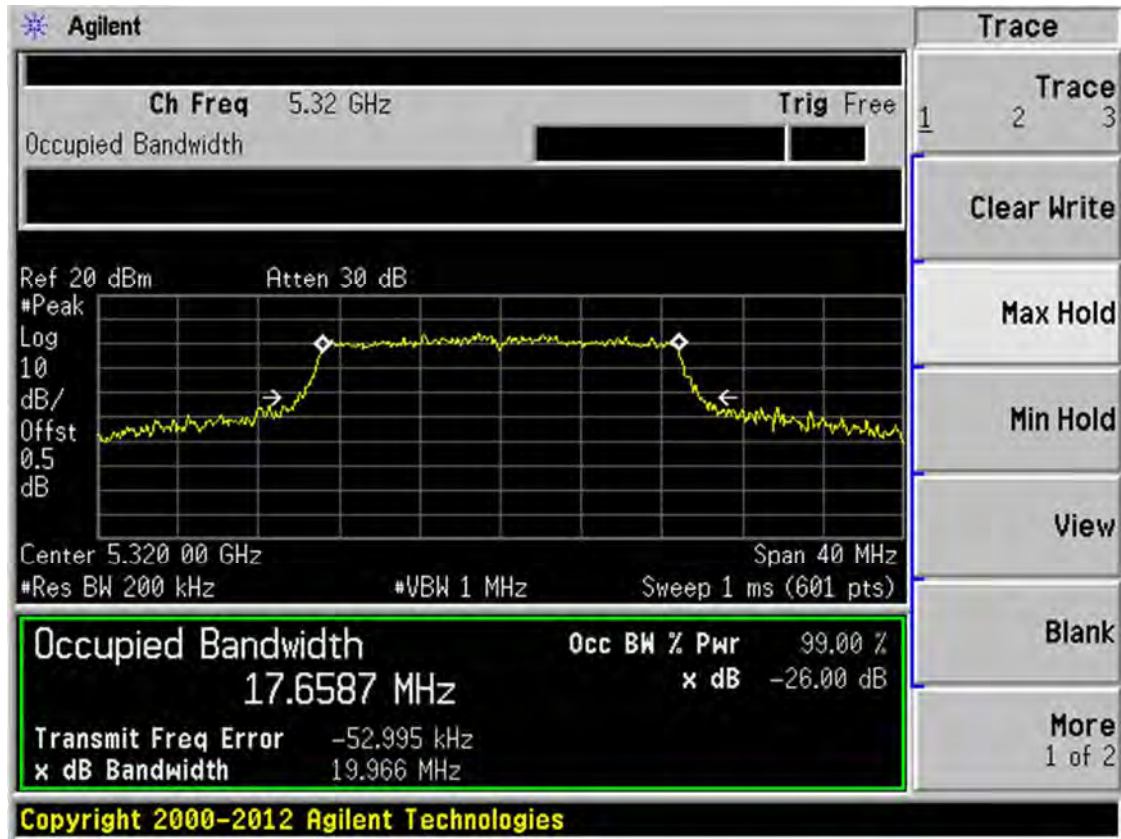 Agilent
Trace
Ch Freq 5.32 GHz Trig Free
Occupied Bandwidth
Trace
1 2 3
Clear Write
Max Hold
Min Hold
View
Blank
More
1 of 2
Ref 20 dBm Atten 30 dB
#Peak
Log
10
dB/
Offst
0.5
dB
Center 5.320 00 GHz Span 40 MHz
#Res BW 200 kHz #VBW 1 MHz Sweep 1 ms (601 pts)
Occupied Bandwidth
17.6587 MHz
Occ BW % Pwr 99.00 %
x dB -26.00 dB
Transmit Freq Error -52.995 kHz
x dB Bandwidth 19.966 MHz
Copyright 2000-2012 Agilent Technologies